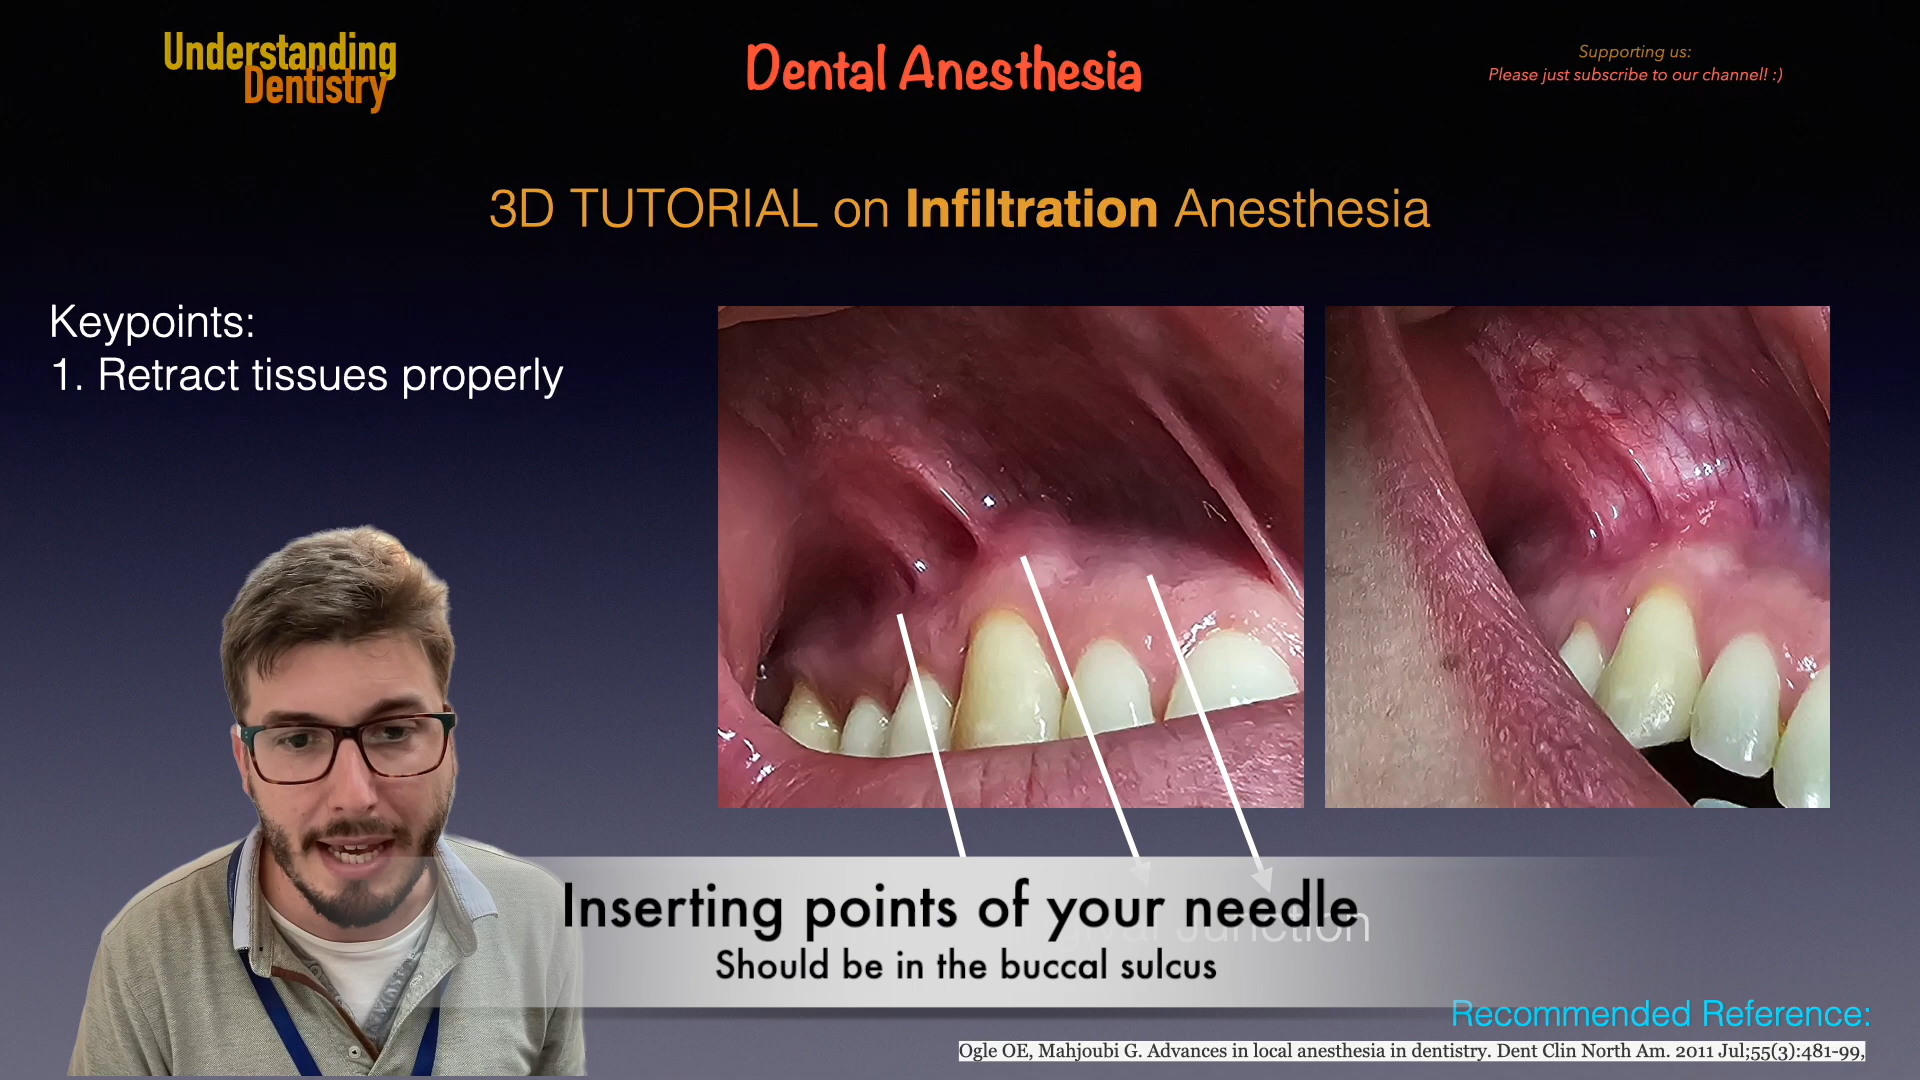 Understanding
Dentistry
Dental Anesthesia
Supporting us:
Please just subscribe to our channel! :)
3D TUTORIAL on Infiltration Anesthesia
Keypoints:
1. Retract tissues properly
Inserting points of your needle
Junction
Should be in the buccal sulcus
Recommended Reference:
Ogle OE, Mahjoubi G. Advances in local anesthesia in dentistry. Dent Clin North Am. 2011 Jul;55(3):481-99,